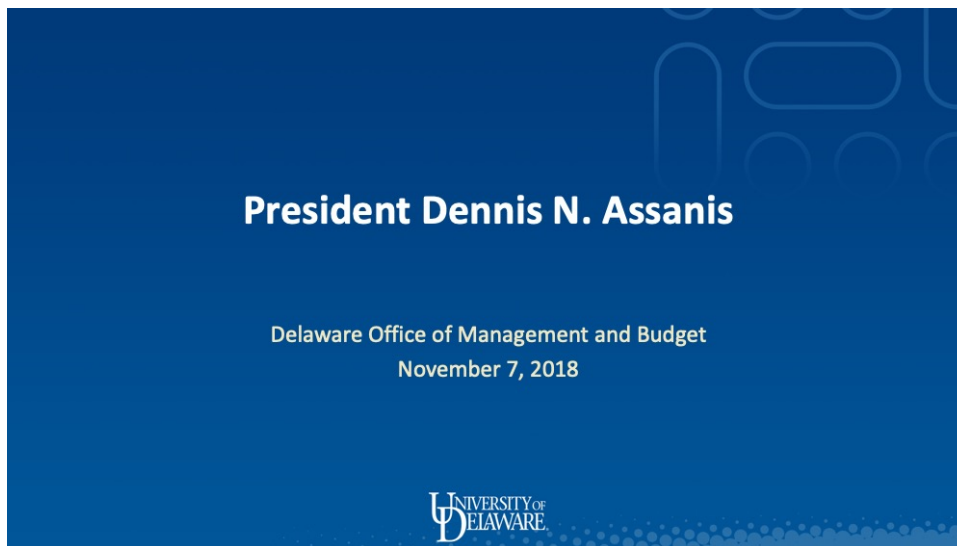 President Dennis N. Assanis
Delaware Office of Management and Budget
November 7, 2018
UNIVERSITY OF
DELAWARE